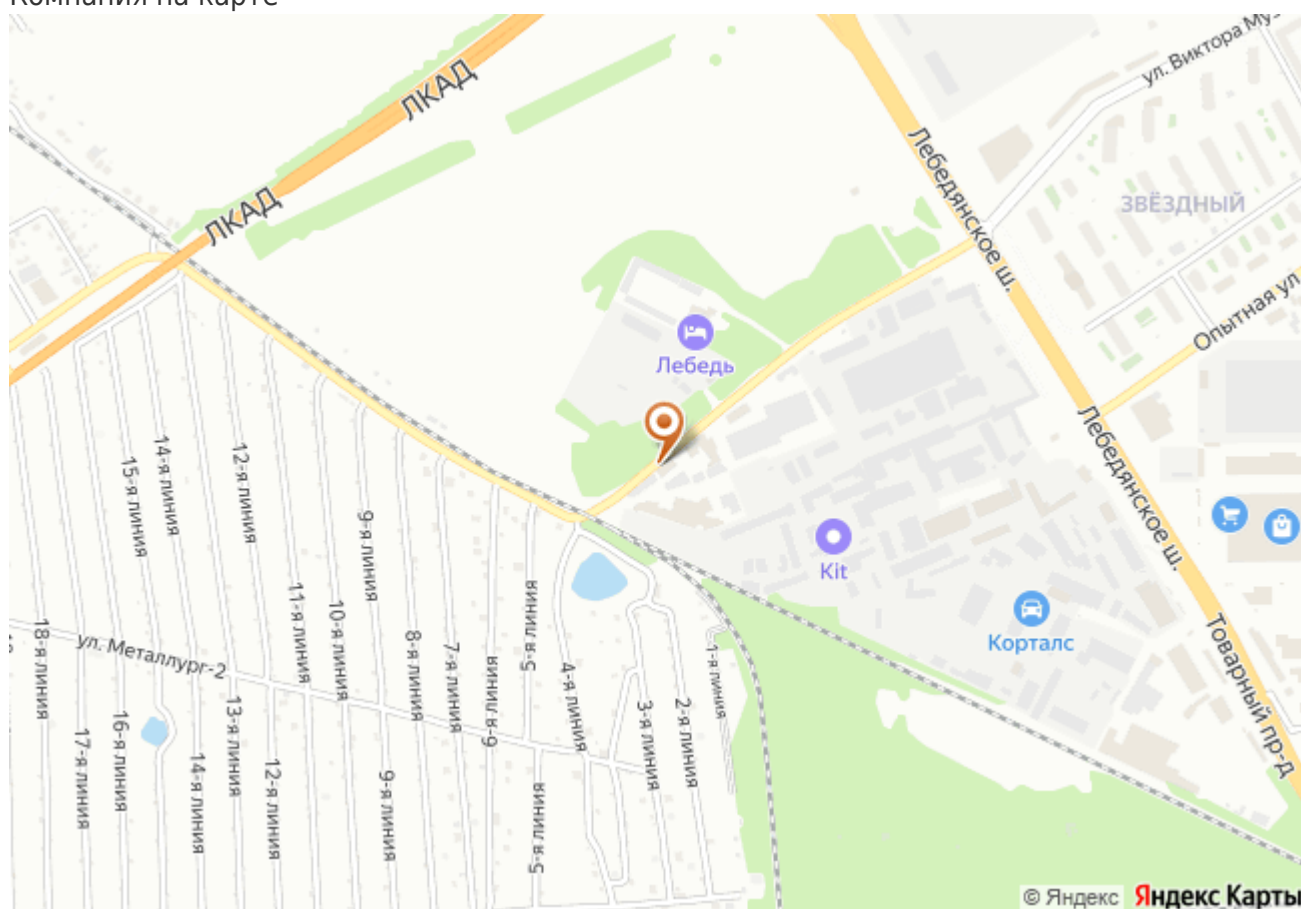 Компания на карте
ул. Виктора
ЛКАД
Лебедянское ш.
ЗВЁЗДНЫЙ
ЛКАД
Опытная ул
Лебедь
Лебедянское ш.
14-я линия
15-я линия
12-я линия
9-я линия
Kit
11-я линия
10-я линия
8-я линия
7-я линия
6-я линия
5-я линия
4-я линия
3-я линия
2-я линия
1-я линия
Корталс
Товарный пр-д
18-я линия
ул. Металлург-2
17-я линия
16-я линия
14-я линия
13-я линия
12-я линия
9-я линия
5-я линия
© Яндекс Яндекс Карты